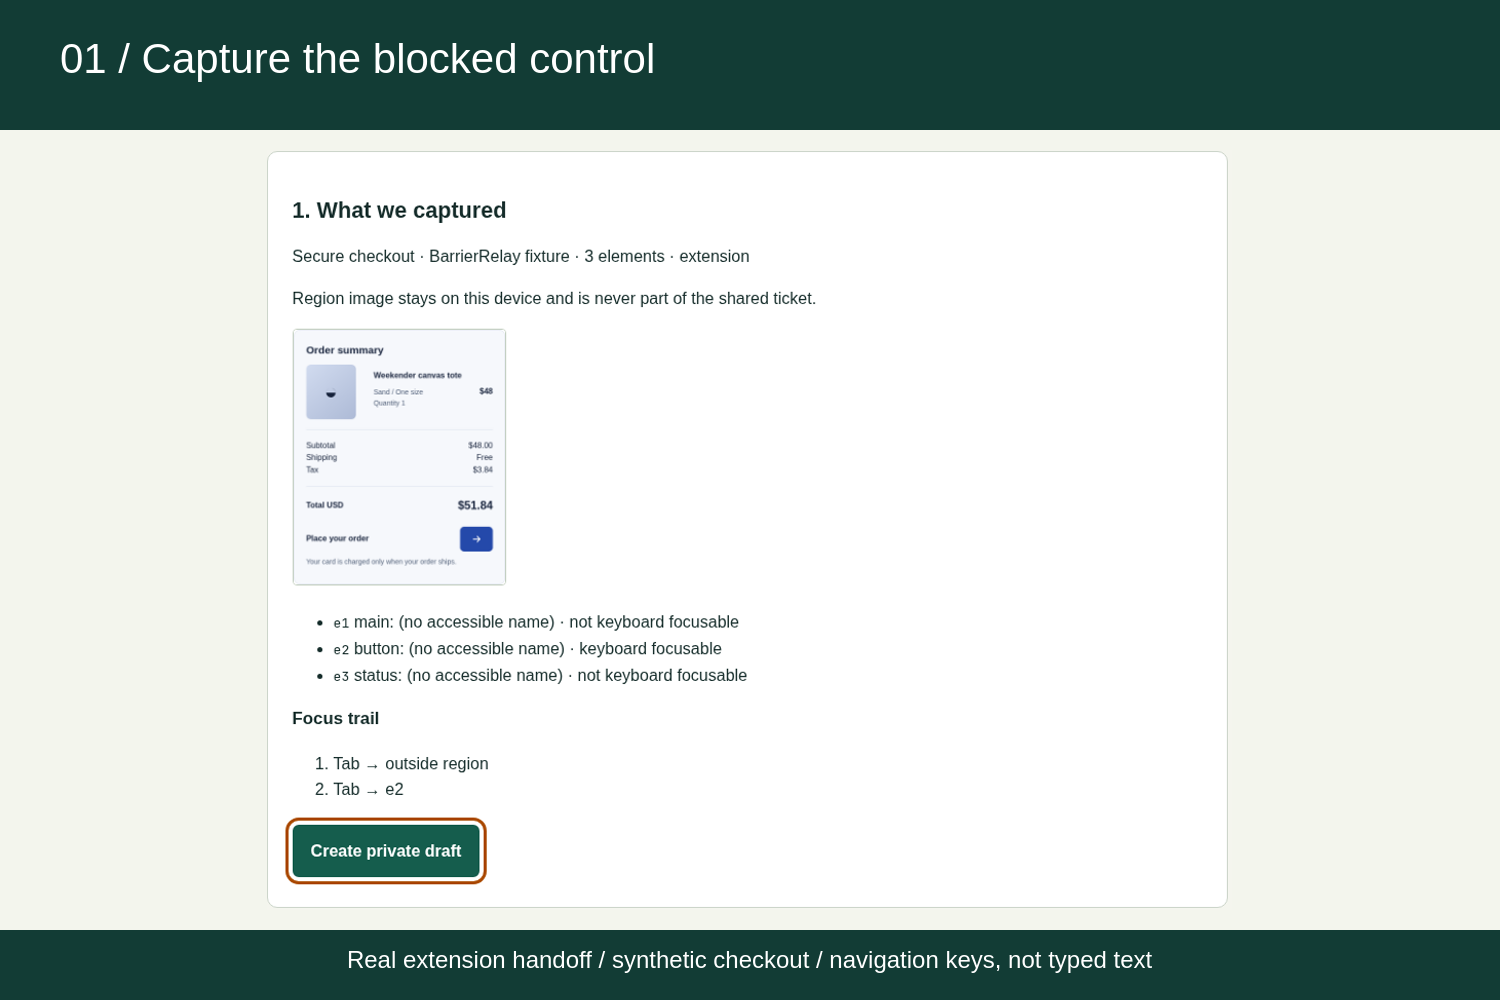 01 / Capture the blocked control
1. What we captured
Secure checkout · BarrierRelay fixture · 3 elements · extension
Region image stays on this device and is never part of the shared ticket.
Order summary
Weekender canvas tote
Sand / One size $48
Quantity 1
Subtotal $48.00
Shipping Free
Tax $3.84
Total USD $51.84
Place your order →
Your card is charged only when your order ships.
• e1 main: (no accessible name) · not keyboard focusable
• e2 button: (no accessible name) · keyboard focusable
• e3 status: (no accessible name) · not keyboard focusable
Focus trail
1. Tab → outside region
2. Tab → e2
Create private draft
Real extension handoff / synthetic checkout / navigation keys, not typed text